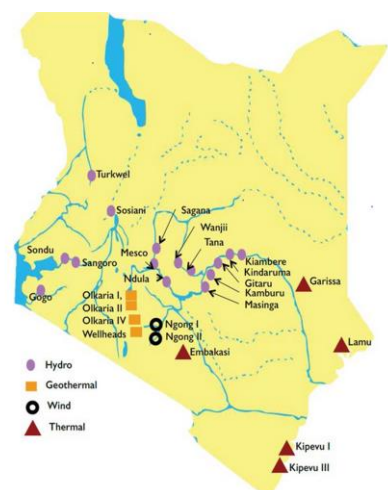 Turkwel
Sosiani
Sagana
Wanjii
Tana
Sondu
Sangoro
Mesco
Ndula
Kiambere
Kindaruma
Gitaru
Kamburu
Masinga
Garissa
Gogo
Olkaria I,
Olkaria II
Olkaria IV
Wellheads
Ngong I
Ngong II
Embakasi
Lamu
Hydro
Geothermal
Wind
Thermal
Kipevu I
Kipevu III